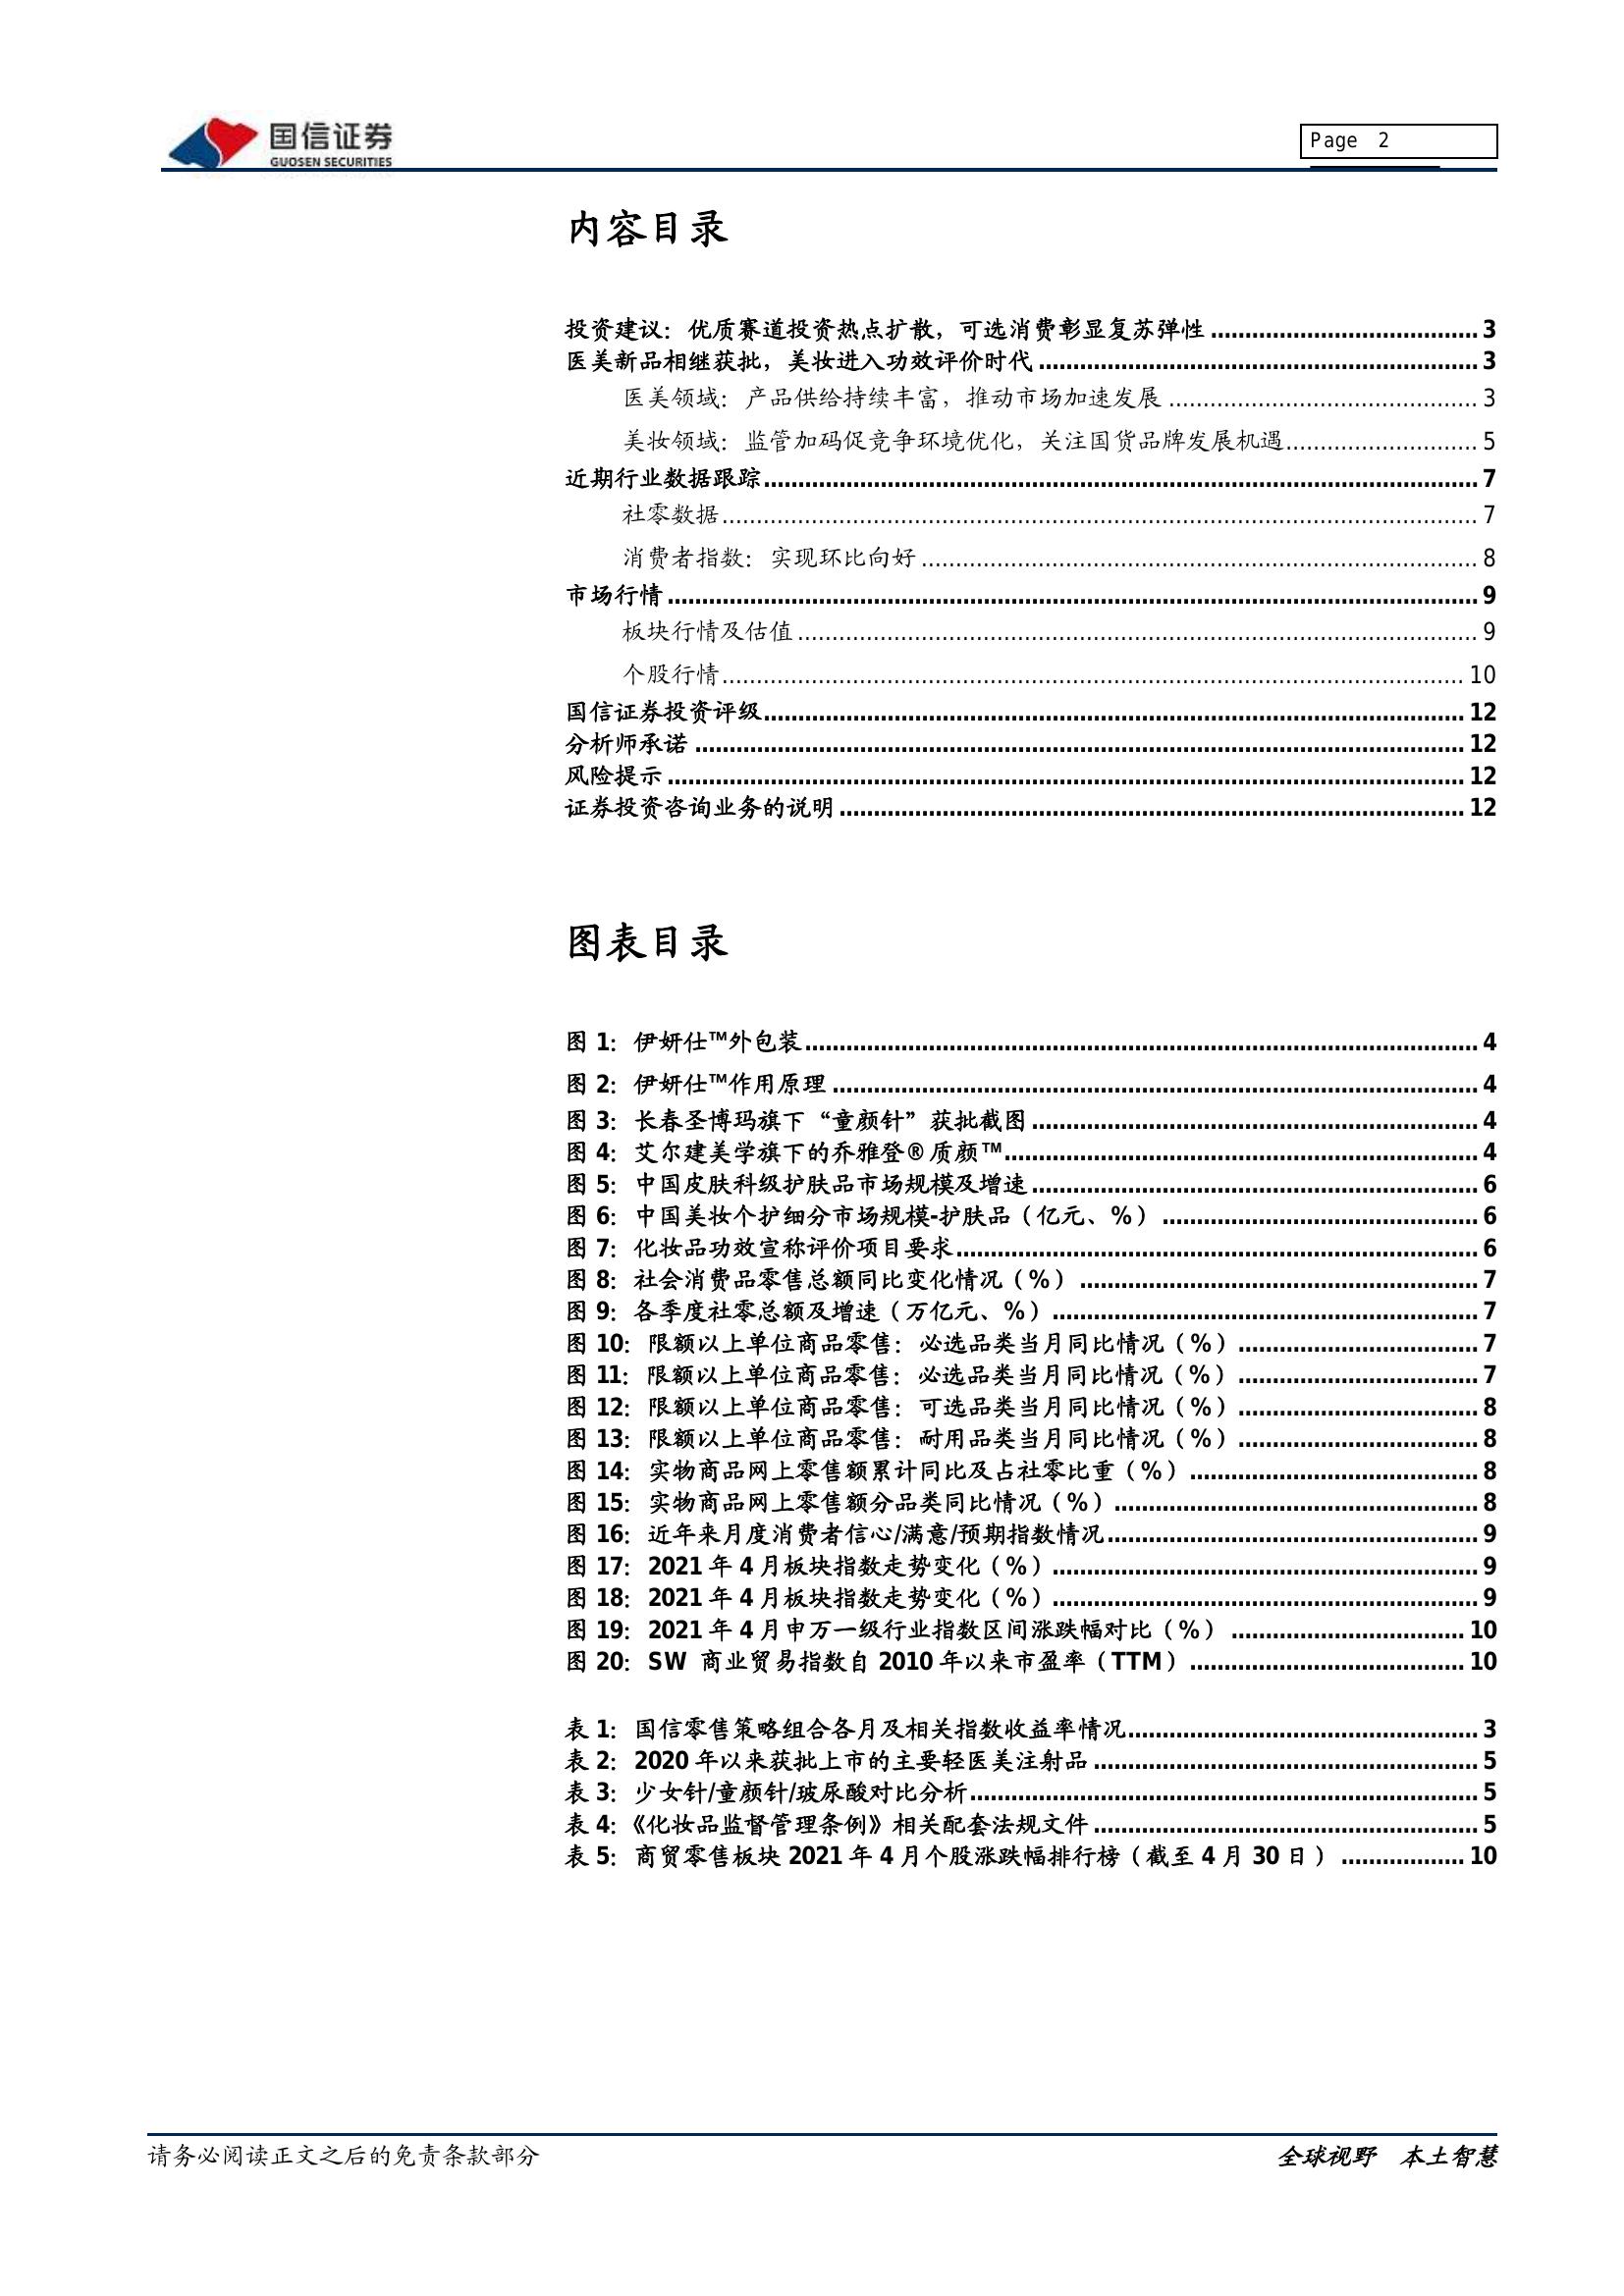 国信证券
GUOSEN SECURITIES
Page 2
内容目录
投资建议：优质赛道投资热点扩散，可选消费彰显复苏弹性 3
医美新品相继获批，美妆进入功效评价时代 3
医美领域：产品供给持续丰富，推动市场加速发展 3
美妆领域：监管加码促竞争环境优化，关注国货品牌发展机遇 5
近期行业数据跟踪 7
社零数据 7
消费者指数：实现环比向好 8
市场行情 9
板块行情及估值 9
个股行情 10
国信证券投资评级 12
分析师承诺 12
风险提示 12
证券投资咨询业务的说明 12
图表目录
图 1：伊妍仕™外包装 4
图 2：伊妍仕™作用原理 4
图 3：长春圣博玛旗下“童颜针”获批截图 4
图 4：艾尔建美学旗下的乔雅登®质颜™ 4
图 5：中国皮肤科级护肤品市场规模及增速 6
图 6：中国美妆个护细分市场规模-护肤品（亿元、%） 6
图 7：化妆品功效宣称评价项目要求 6
图 8：社会消费品零售总额同比变化情况（%） 7
图 9：各季度社零总额及增速（万亿元、%） 7
图 10：限额以上单位商品零售：必选品类当月同比情况（%） 7
图 11：限额以上单位商品零售：必选品类当月同比情况（%） 7
图 12：限额以上单位商品零售：可选品类当月同比情况（%） 8
图 13：限额以上单位商品零售：耐用品类当月同比情况（%） 8
图 14：实物商品网上零售额累计同比及占社零比重（%） 8
图 15：实物商品网上零售额分品类同比情况（%） 8
图 16：近年来月度消费者信心/满意/预期指数情况 9
图 17：2021 年 4 月板块指数走势变化（%） 9
图 18：2021 年 4 月板块指数走势变化（%） 9
图 19：2021 年 4 月申万一级行业指数区间涨跌幅对比（%） 10
图 20：SW 商业贸易指数自 2010 年以来市盈率（TTM） 10
表 1：国信零售策略组合各月及相关指数收益率情况 3
表 2：2020 年以来获批上市的主要轻医美注射品 5
表 3：少女针/童颜针/玻尿酸对比分析 5
表 4：《化妆品监督管理条例》相关配套法规文件 5
表 5：商贸零售板块 2021 年 4 月个股涨跌幅排行榜（截至 4 月 30 日） 10
请务必阅读正文之后的免责条款部分
全球视野 本土智慧